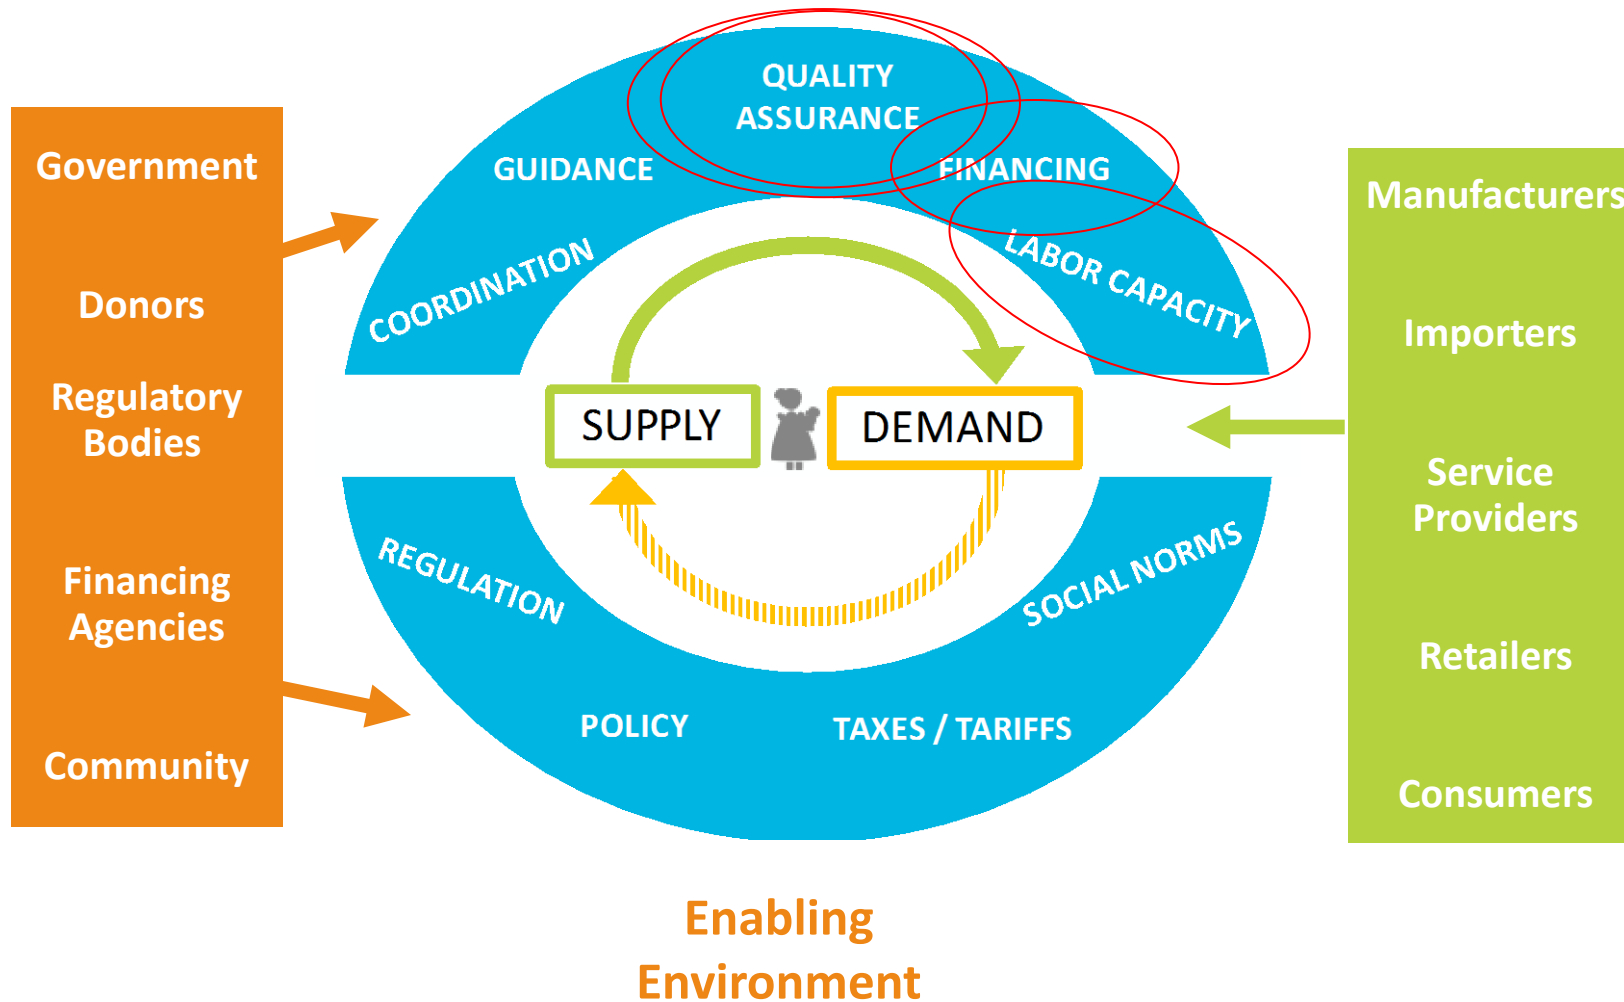 Government
Donors
Regulatory
Bodies
Financing
Agencies
Community
QUALITY
ASSURANCE
GUIDANCE
FINANCING
COORDINATION
LABOR CAPACITY
SUPPLY
DEMAND
REGULATION
SOCIAL NORMS
POLICY
TAXES / TARIFFS
Manufacturers
Importers
Service
Providers
Retailers
Consumers
Enabling
Environment